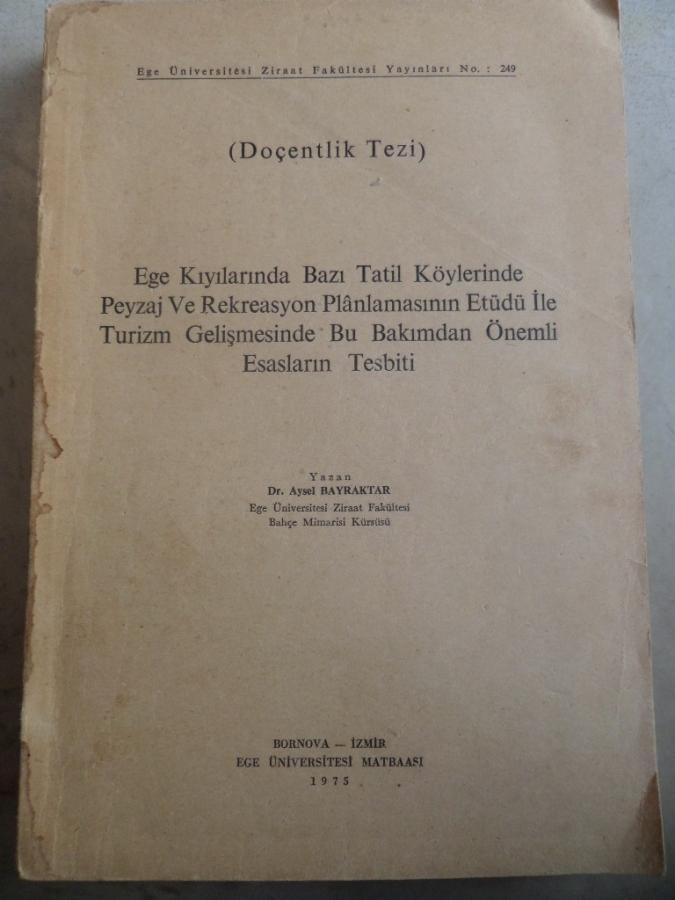 Ege Üniversitesi Ziraat Fakültesi Yayınları No. : 249
(Doçentlik Tezi)
Ege Kıyılarında Bazı Tatil Köylerinde
Peyzaj Ve Rekreasyon Plânlamasının Etüdü İle
Turizm Gelişmesinde Bu Bakımdan Önemli
Esasların Tesbiti
Yazan
Dr. Aysel BAYRAKTAR
Ege Üniversitesi Ziraat Fakültesi
Bahçe Mimarisi Kürsüsü
BORNOVA — İZMİR
EGE ÜNİVERSİTESİ MATBAASI
1975